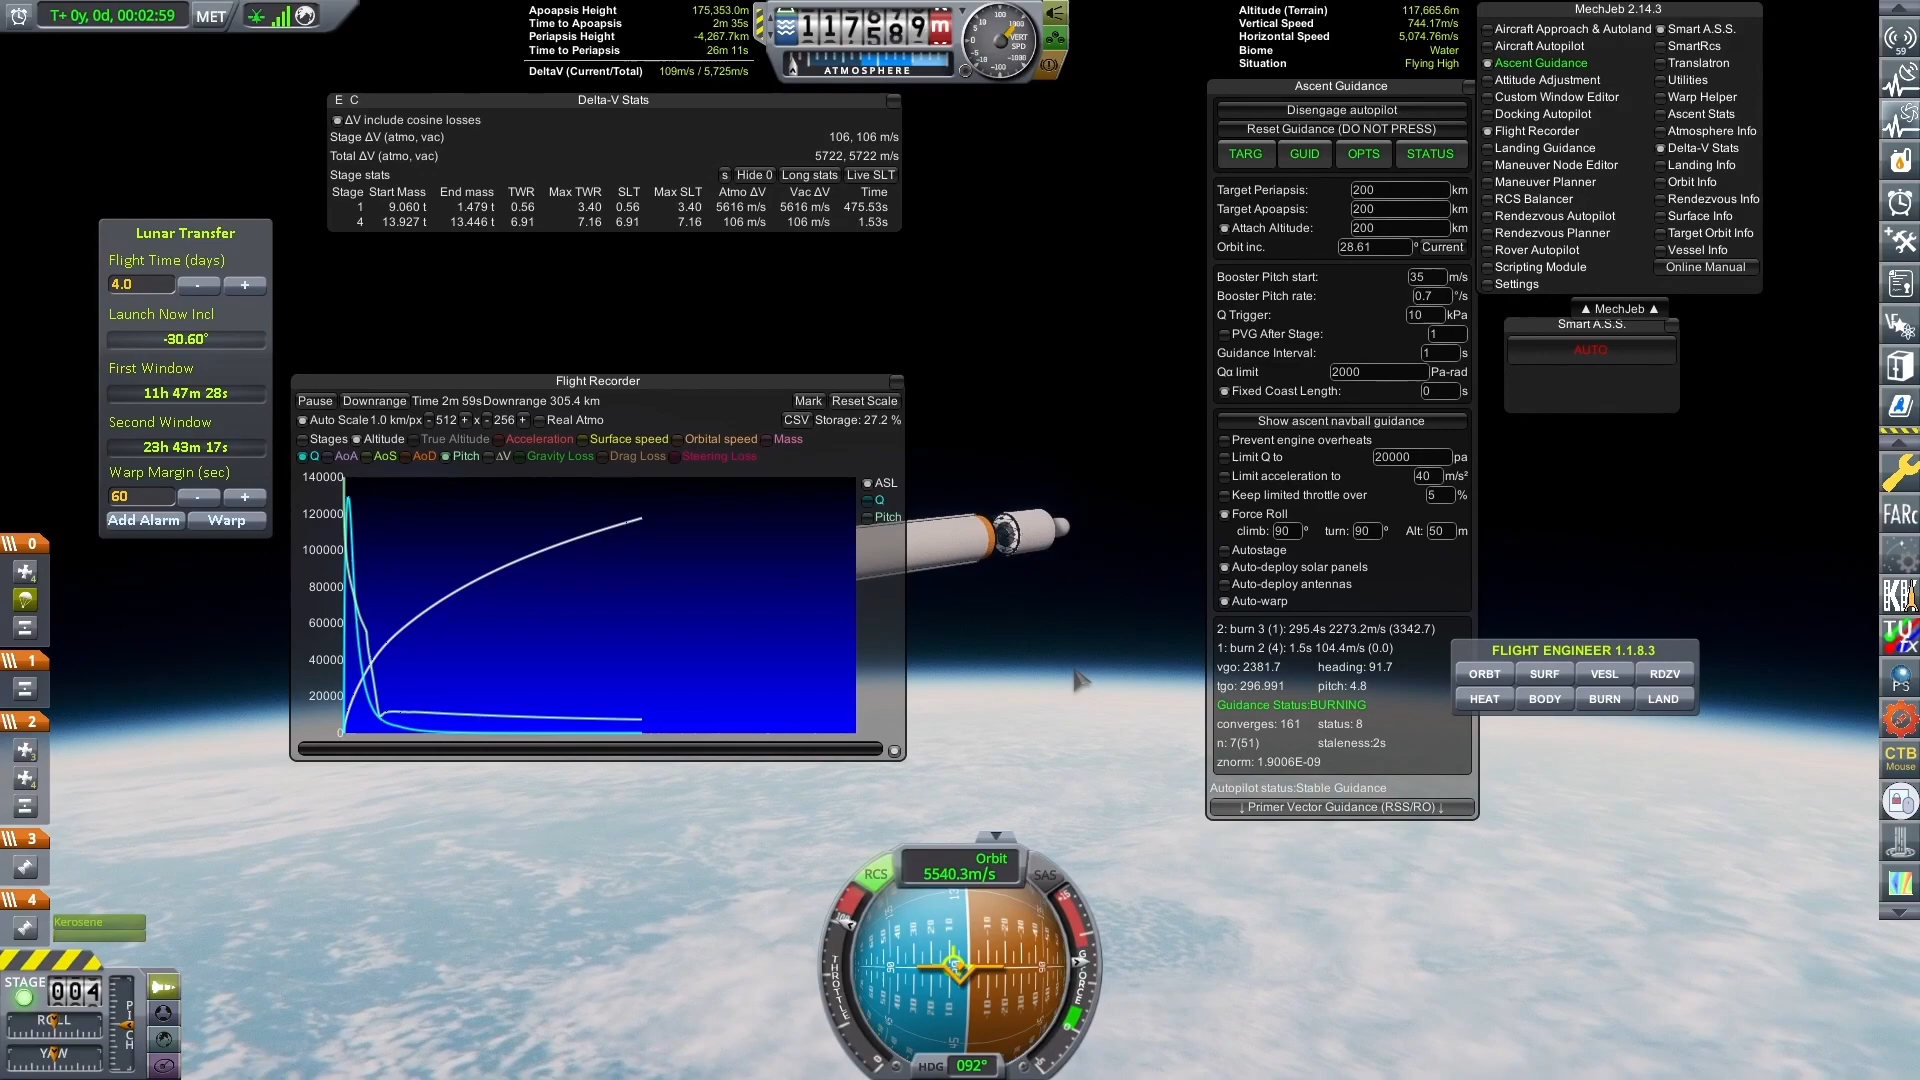 T+ 0y, 0d, 00:02:59 MET
Apoapsis Height 175,353.0m
Time to Apoapsis 2m 35s
Periapsis Height -4,267.7km
Time to Periapsis 26m 11s
DeltaV (Current/Total) 109m/s / 5,725m/s
117589 m
ATMOSPHERE
VERT SPD
Altitude (Terrain) 117,665.6m
Vertical Speed 744.17m/s
Horizontal Speed 5,074.76m/s
Biome Water
Situation Flying High
E C Delta-V Stats
ΔV include cosine losses
Stage ΔV (atmo, vac) 106, 106 m/s
Total ΔV (atmo, vac) 5722, 5722 m/s
Stage stats s Hide 0 Long stats Live SLT
Stage Start Mass End mass TWR Max TWR SLT Max SLT Atmo ΔV Vac ΔV Time
1 9.060 t 1.479 t 0.56 3.40 0.56 3.40 5616 m/s 5616 m/s 475.53s
4 13.927 t 13.446 t 6.91 7.16 6.91 7.16 106 m/s 106 m/s 1.53s
Lunar Transfer
Flight Time (days)
4.0 - +
Launch Now Incl
-30.60°
First Window
11h 47m 28s
Second Window
23h 43m 17s
Warp Margin (sec)
60 - +
Add Alarm Warp
Flight Recorder
Pause Downrange Time 2m 59s Downrange 305.4 km Mark Reset Scale
Auto Scale 1.0 km/px - 512 + x - 256 + Real Atmo CSV Storage: 27.2 %
Stages Altitude True Altitude Acceleration Surface speed Orbital speed Mass
Q AoA AoS AoD Pitch ΔV Gravity Loss Drag Loss Steering Loss
140000
120000
100000
80000
60000
40000
20000
0
ASL
Q
Pitch
Ascent Guidance
Disengage autopilot
Reset Guidance (DO NOT PRESS)
TARG GUID OPTS STATUS
Target Periapsis: 200 km
Target Apoapsis: 200 km
Attach Altitude: 200 km
Orbit inc. 28.61 º Current
Booster Pitch start: 35 m/s
Booster Pitch rate: 0.7 °/s
Q Trigger: 10 kPa
PVG After Stage: 1
Guidance Interval: 1 s
Qα limit 2000 Pa-rad
Fixed Coast Length: 0 s
Show ascent navball guidance
Prevent engine overheats
Limit Q to 20000 pa
Limit acceleration to 40 m/s²
Keep limited throttle over 5 %
Force Roll
climb: 90 º turn: 90 º Alt: 50 m
Autostage
Auto-deploy solar panels
Auto-deploy antennas
Auto-warp
2: burn 3 (1): 295.4s 2273.2m/s (3342.7)
1: burn 2 (4): 1.5s 104.4m/s (0.0)
vgo: 2381.7 heading: 91.7
tgo: 296.991 pitch: 4.8
Guidance Status:BURNING
converges: 161 status: 8
n: 7(51) staleness:2s
znorm: 1.9006E-09
Autopilot status:Stable Guidance
↓ Primer Vector Guidance (RSS/RO) ↓
MechJeb 2.14.3
Aircraft Approach & Autoland Smart A.S.S.
Aircraft Autopilot SmartRcs
Ascent Guidance Translatron
Attitude Adjustment Utilities
Custom Window Editor Warp Helper
Docking Autopilot Ascent Stats
Flight Recorder Atmosphere Info
Landing Guidance Delta-V Stats
Maneuver Node Editor Landing Info
Maneuver Planner Orbit Info
RCS Balancer Rendezvous Info
Rendezvous Autopilot Surface Info
Rendezvous Planner Target Orbit Info
Rover Autopilot Vessel Info
Scripting Module Online Manual
Settings
▲ MechJeb ▲
Smart A.S.S.
AUTO
FLIGHT ENGINEER 1.1.8.3
ORBT SURF VESL RDZV
HEAT BODY BURN LAND
59
FARc
KK
TU
fx
PS
CTB
Mouse
0
4
1
2
3
4
3
4
Kerosene
STAGE 004
ROLL
YAW
PITCH
RCS Orbit SAS
5540.3m/s
THROTTLE
G FORCE
HDG 092°